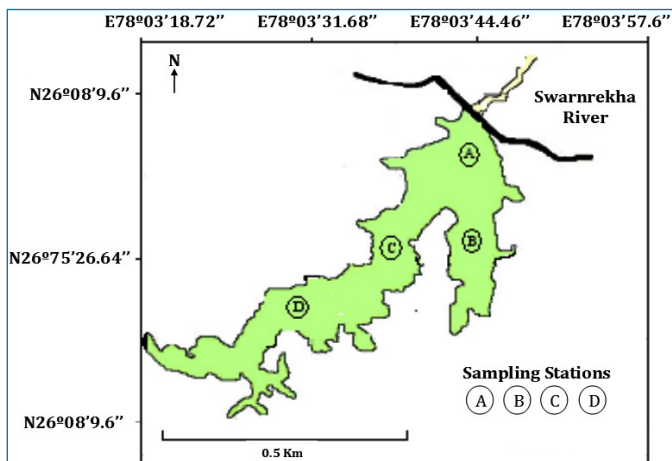 E78º03’18.72” E78º03’31.68” E78º03’44.46” E78º03’57.6”
N
N26º08’9.6”
Swarnrekha
River
A
B
N26º75’26.64”
C
D
Sampling Stations
A B C D
N26º08’9.6”
0.5 Km